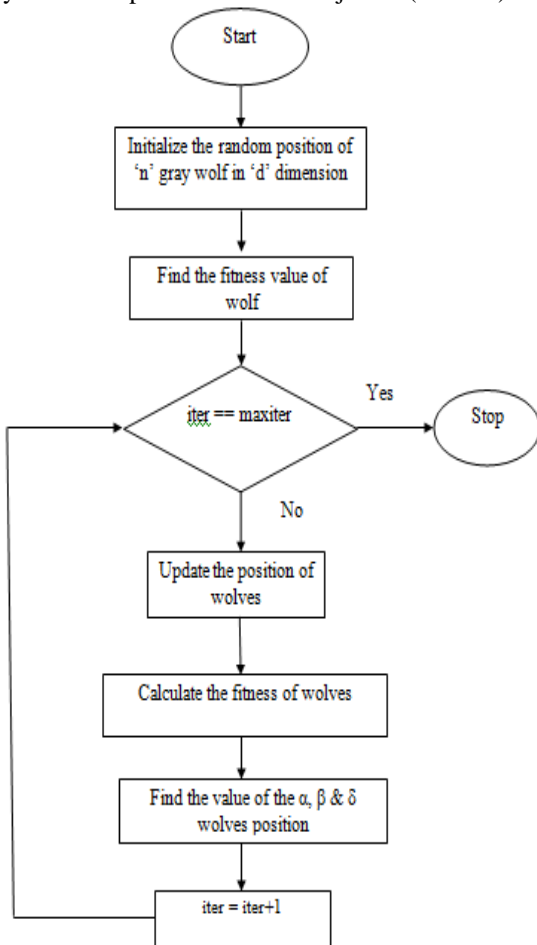 Start
Initialize the random position of
‘n’ gray wolf in ‘d’ dimension
Find the fitness value of
wolf
iter == maxiter
Yes
Stop
No
Update the position of
wolves
Calculate the fitness of wolves
Find the value of the α, β & δ
wolves position
iter = iter+1